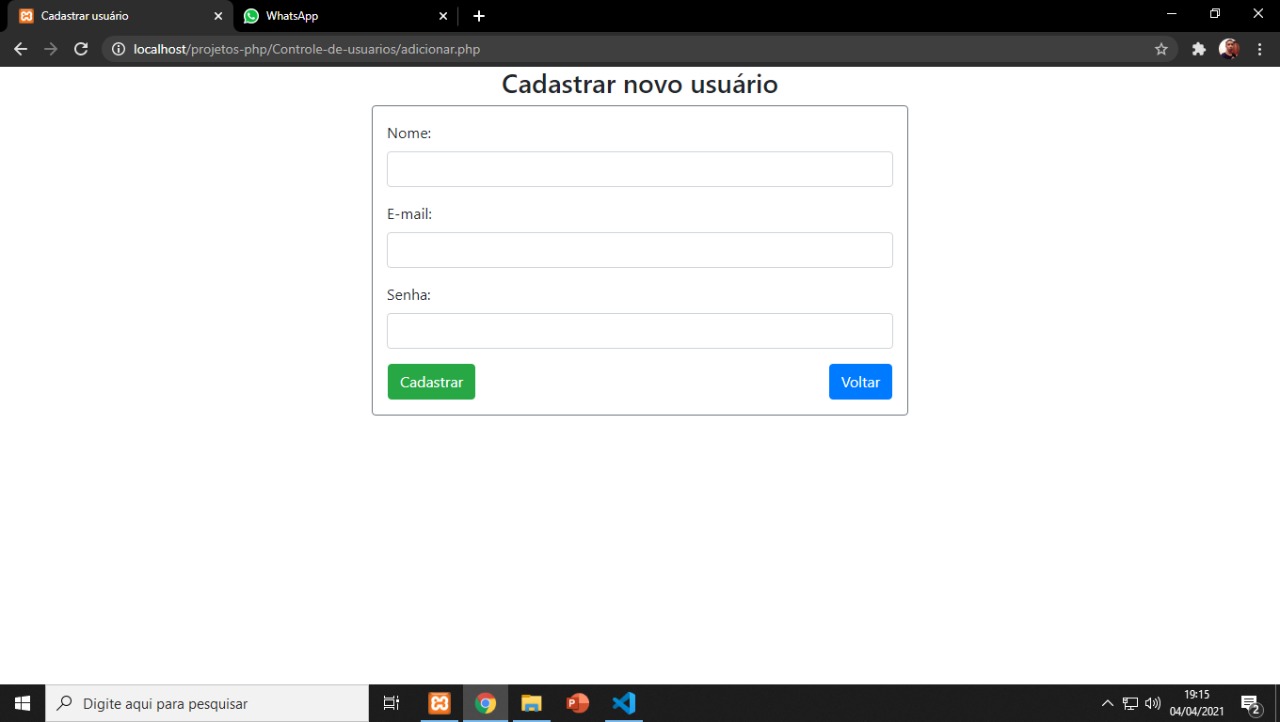 Cadastrar usuário
WhatsApp
localhost/projetos-php/Controle-de-usuarios/adicionar.php
Cadastrar novo usuário
Nome:
E-mail:
Senha:
Cadastrar
Voltar
Digite aqui para pesquisar
19:15
04/04/2021
2